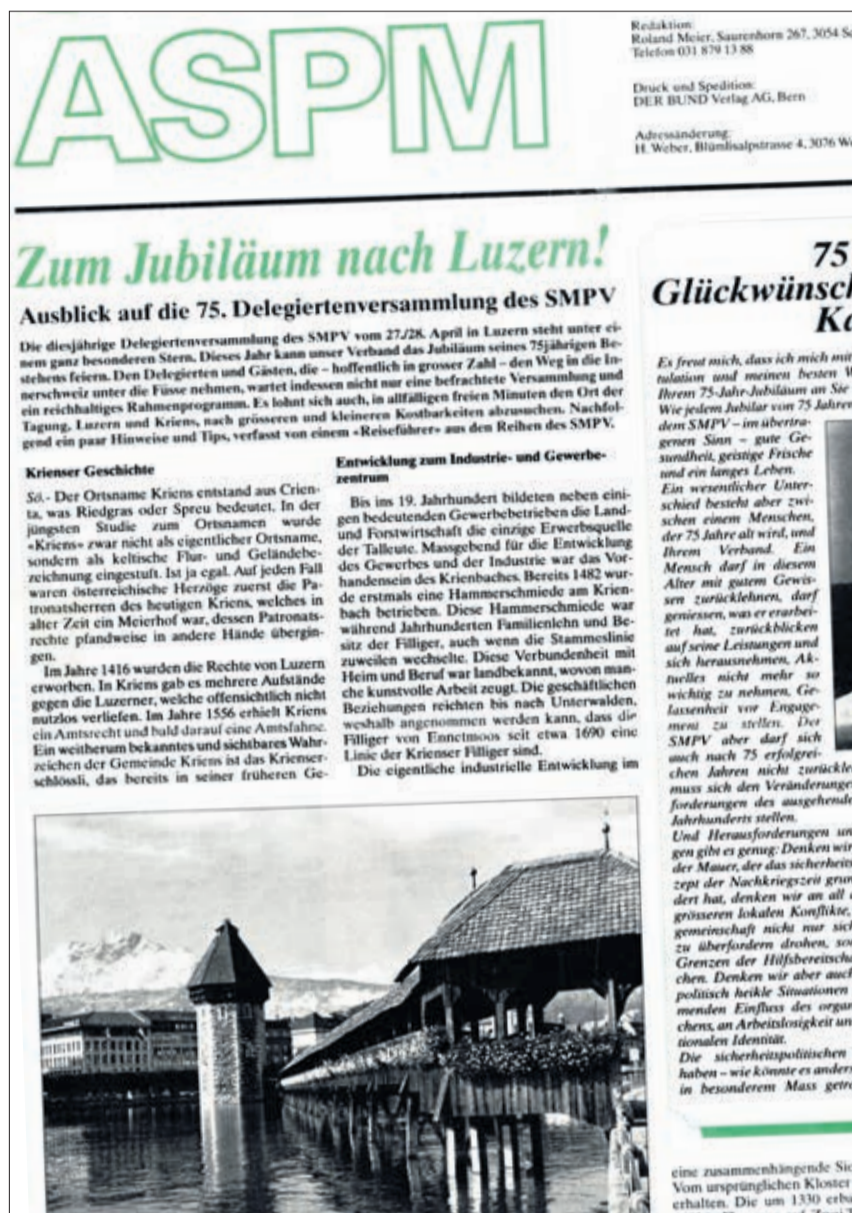 ASPM
Redaktion:
Roland Meier, Saurenhorn 267, 3054
Telefon 031 879 13 88
Druck und Spedition:
DER BUND Verlag AG, Bern
Adressänderung:
H. Weber, Blümlisalpstrasse 4, 3076
Zum Jubiläum nach Luzern!
Ausblick auf die 75. Delegiertenversammlung des SMPV
Die diesjährige Delegiertenversammlung des SMPV vom 27./28. April in Luzern steht unter ei-
nem ganz besonderen Stern. Dieses Jahr kann unser Verband das Jubiläum seines 75jährigen Be-
stehens feiern. Den Delegierten und Gästen, die – hoffentlich in grosser Zahl – den Weg in die In-
nerschweiz unter die Füsse nehmen, wartet indessen nicht nur eine befrachtete Versammlung und
ein reichhaltiges Rahmenprogramm. Es lohnt sich auch, in allfälligen freien Minuten den Ort der
Tagung, Luzern und Kriens, nach grösseren und kleineren Kostbarkeiten abzusuchen. Nachfol-
gend ein paar Hinweise und Tips, verfasst von einem «Reiseführer» aus den Reihen des SMPV.
Krienser Geschichte
Sö.- Der Ortsname Kriens entstand aus Crien-
ta, was Riedgras oder Spreu bedeutet. In der
jüngsten Studie zum Ortsnamen wurde
«Kriens» zwar nicht als eigentlicher Ortsname,
sondern als keltische Flur- und Geländebe-
zeichnung eingestuft. Ist ja egal. Auf jeden Fall
waren österreichische Herzöge zuerst die Pa-
tronatsherren des heutigen Kriens, welches in
alter Zeit ein Meierhof war, dessen Patronats-
rechte pfandweise in andere Hände übergin-
gen.
Im Jahre 1416 wurden die Rechte von Luzern
erworben. In Kriens gab es mehrere Aufstände
gegen die Luzerner, welche offensichtlich nicht
nutzlos verliefen. Im Jahre 1556 erhielt Kriens
ein Amtsrecht und bald darauf eine Amtsfahne.
Ein weitherum bekanntes und sichtbares Wahr-
zeichen der Gemeinde Kriens ist das Krienser-
schlössli, das bereits in seiner früheren Ge-
Entwicklung zum Industrie- und Gewerbe-
zentrum
Bis ins 19. Jahrhundert bildeten neben eini-
gen bedeutenden Gewerbebetrieben die Land-
und Forstwirtschaft die einzige Erwerbsquelle
der Talleute. Massgebend für die Entwicklung
des Gewerbes und der Industrie war das Vor-
handensein des Krienbaches. Bereits 1482 wur-
de erstmals eine Hammerschmiede am Krien-
bach betrieben. Diese Hammerschmiede war
während Jahrhunderten Familienlehn und Be-
sitz der Filliger, auch wenn die Stammeslinie
zuweilen wechselte. Diese Verbundenheit mit
Heim und Beruf war landbekannt, wovon man-
che kunstvolle Arbeit zeugt. Die geschäftlichen
Beziehungen reichten bis nach Unterwalden,
weshalb angenommen werden kann, dass die
Filliger von Ennetmoos seit etwa 1690 eine
Linie der Krienser Filliger sind.
Die eigentliche industrielle Entwicklung im
75
Glückwünsch
Ka
Es freut mich, dass ich mich mit
tulation und meinen besten W
Ihrem 75-Jahr-Jubiläum an Sie
Wie jedem Jubilar von 75 Jahren
dem SMPV – im übertra-
genen Sinn – gute Ge-
sundheit, geistige Frische
und ein langes Leben.
Ein wesentlicher Unter-
schied besteht aber zwi-
schen einem Menschen,
der 75 Jahre alt wird, und
Ihrem Verband. Ein
Mensch darf in diesem
Alter mit gutem Gewis-
sen zurücklehnen, darf
geniessen, was er erarbei-
tet hat, zurückblicken
auf seine Leistungen und
sich herausnehmen, Ak-
tuelles nicht mehr so
wichtig zu nehmen, Ge-
lassenheit vor Engage-
ment zu stellen. Der
SMPV aber darf sich
auch nach 75 erfolgrei-
chen Jahren nicht zurückle
muss sich den Veränderunge
forderungen des ausgehende
Jahrhunderts stellen.
Und Herausforderungen un
gen gibt es genug: Denken wir
der Mauer, der das sicherheits
zept der Nachkriegszeit grun
dert hat, denken wir an all
grösseren lokalen Konflikte,
gemeinschaft nicht nur sich
zu überfordern drohen, so
Grenzen der Hilfsbereitscha
chen. Denken wir aber auch
politisch heikle Situationen
menden Einfluss des organ
chens, an Arbeitslosigkeit un
tionalen Identität.
Die sicherheitspolitischen
haben – wie könnte es anders
in besonderem Mass getro
eine zusammenhängende Sie
Vom ursprünglichen Kloster
erhalten. Die um 1330 erbu